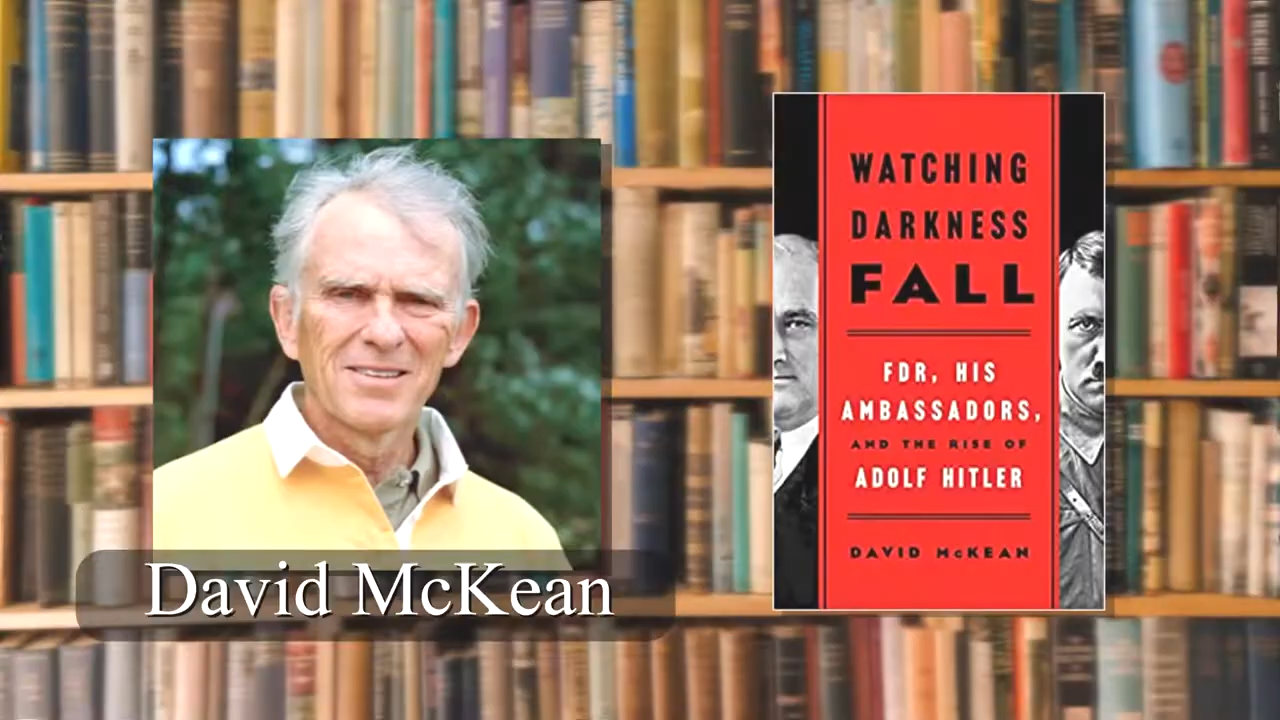 David McKean
WATCHING
DARKNESS
FALL
FDR, HIS
AMBASSADORS,
AND THE RISE OF
ADOLF HITLER
DAVID McKEAN